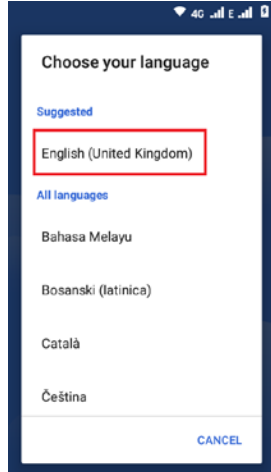 4G E
Choose your language
Suggested
English (United Kingdom)
All languages
Bahasa Melayu
Bosanski (latinica)
Català
Čeština
CANCEL